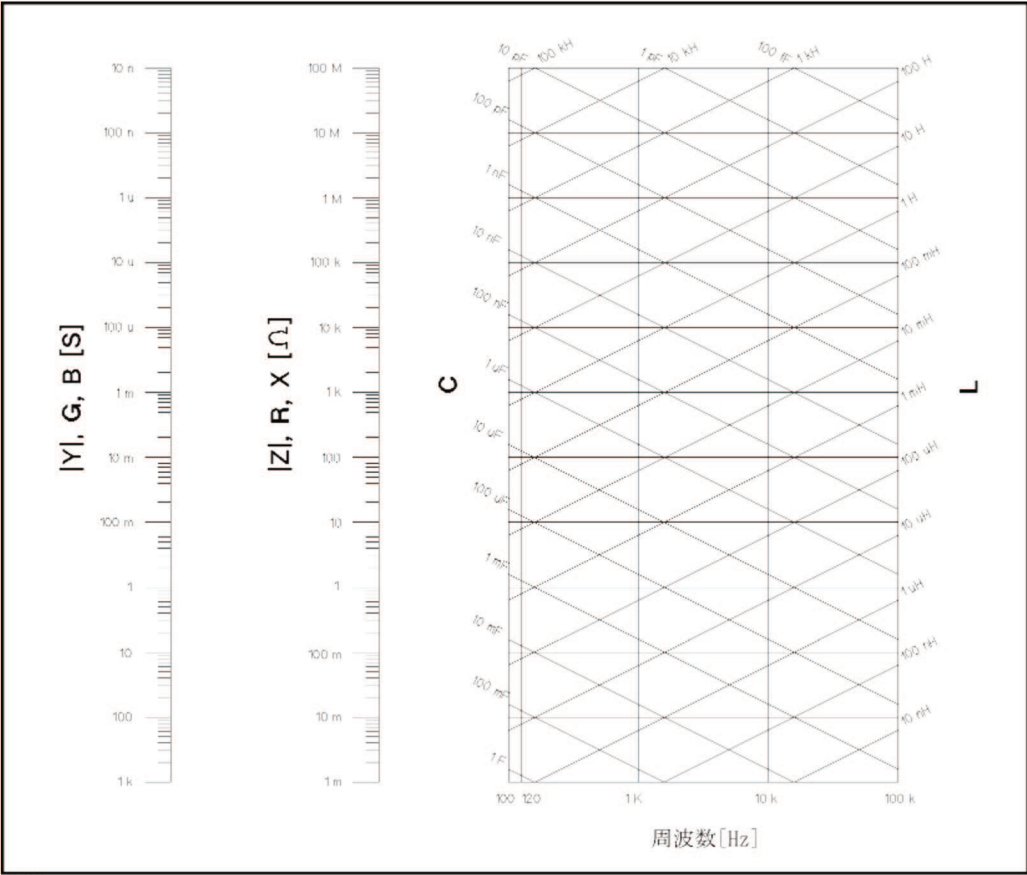 10 pF 100 kH
1 pF 10 kH
100 fF 1 kH
10 n
100 n
1 u
10 u
100 u
1 m
10 m
100 m
1
10
100
1 k
|Y|, G, B [S]
100 M
10 M
1 M
100 k
10 k
1 k
100
10
1
100 m
10 m
1 m
|Z|, R, X [Ω]
C
100 pF
1 nF
10 nF
100 nF
1 uF
10 uF
100 uF
1 mF
10 mF
100 mF
1 F
100 H
10 H
1 H
100 mH
10 mH
1 mH
100 uH
10 uH
1 uH
100 nH
10 nH
L
100 120 1 K 10 k 100 k
周波数[Hz]